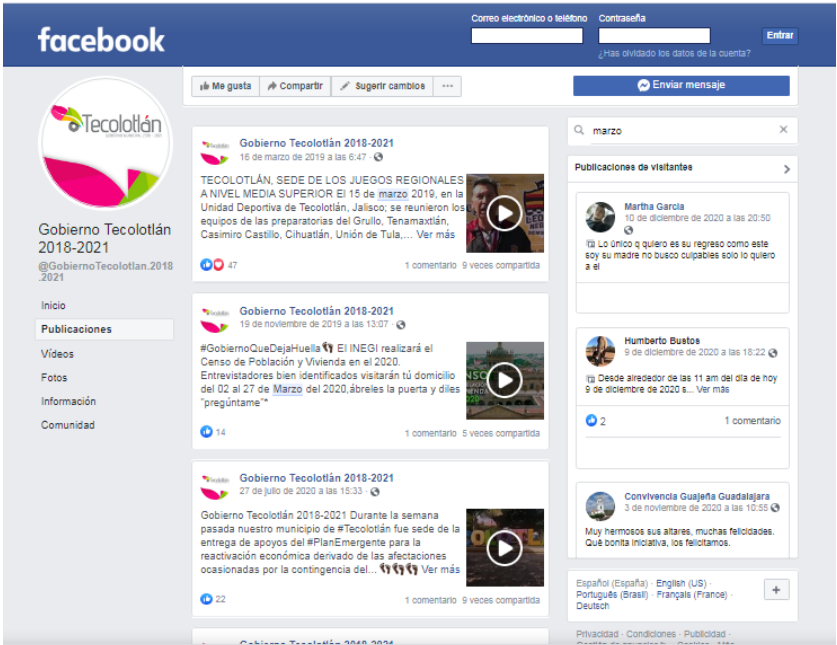 facebook
Correo electrónico o teléfono
Contraseña
Entrar
¿Has olvidado los datos de la cuenta?
Tecolotlán
Gobierno Tecolotlán
2018-2021
@GobiernoTecolotlan.2018
.2021
Inicio
Publicaciones
Vídeos
Fotos
Información
Comunidad
Me gusta
Compartir
Sugerir cambios
Enviar mensaje
Gobierno Tecolotlán 2018-2021
16 de marzo de 2019 a las 6:47 ·
TECOLOTLÁN, SEDE DE LOS JUEGOS REGIONALES
A NIVEL MEDIA SUPERIOR El 15 de marzo 2019, en la
Unidad Deportiva de Tecolotlán, Jalisco; se reunieron los
equipos de las preparatorias del Grullo, Tenamaxtlán,
Casimiro Castillo, Cihuatlán, Unión de Tula,... Ver más
47
1 comentario 9 veces compartida
Gobierno Tecolotlán 2018-2021
19 de noviembre de 2019 a las 13:07 ·
#GobiernoQueDejaHuella El INEGI realizará el
Censo de Población y Vivienda en el 2020.
Entrevistadores bien identificados visitarán tú domicilio
del 02 al 27 de Marzo del 2020,ábreles la puerta y diles
"pregúntame"*
14
1 comentario 5 veces compartida
Gobierno Tecolotlán 2018-2021
27 de julio de 2020 a las 15:33 ·
Gobierno Tecolotlán 2018-2021 Durante la semana
pasada nuestro municipio de #Tecolotlán fue sede de la
entrega de apoyos del #PlanEmergente para la
reactivación económica derivado de las afectaciones
ocasionadas por la contingencia del... Ver más
22
1 comentario 9 veces compartida
Gobierno Tecolotlán 2018-2021
marzo
Publicaciones de visitantes
Martha Garcia
10 de diciembre de 2020 a las 20:50
Lo único q quiero es su regreso como este
soy su madre no busco culpables solo lo quiero
a el
Humberto Bustos
9 de diciembre de 2020 a las 18:22
Desde alrededor de las 11 am del día de hoy
9 de diciembre de 2020 s... Ver más
2
1 comentario
Convivencia Guajeña Guadalajara
3 de noviembre de 2020 a las 10:55
Muy hermosos sus altares, muchas felicidades.
Qué bonita iniciativa, los felicitamos.
Español (España) · English (US) ·
Português (Brasil) · Français (France) ·
Deutsch
Privacidad · Condiciones · Publicidad ·